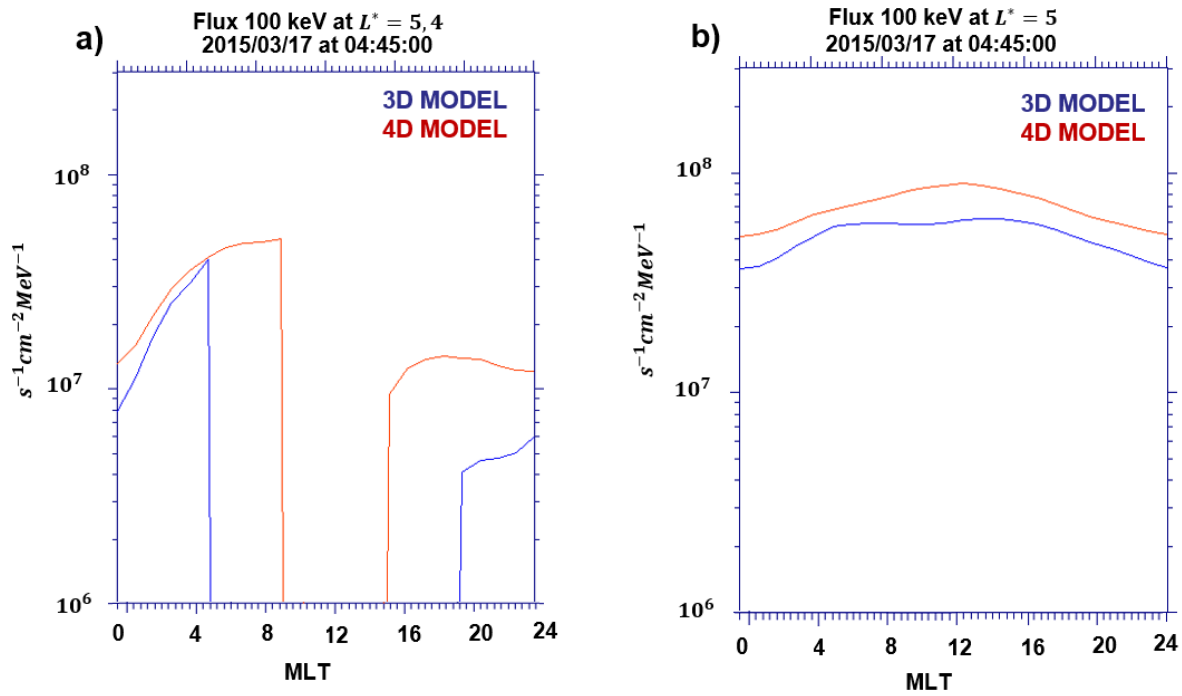 a)
Flux 100 keV at L* = 5,4
2015/03/17 at 04:45:00
3D MODEL
4D MODEL
10^8
10^7
10^6
s^−1cm^−2MeV^−1
0 4 8 12 16 20 24
MLT
b)
Flux 100 keV at L* = 5
2015/03/17 at 04:45:00
3D MODEL
4D MODEL
10^8
10^7
10^6
s^−1cm^−2MeV^−1
0 4 8 12 16 20 24
MLT